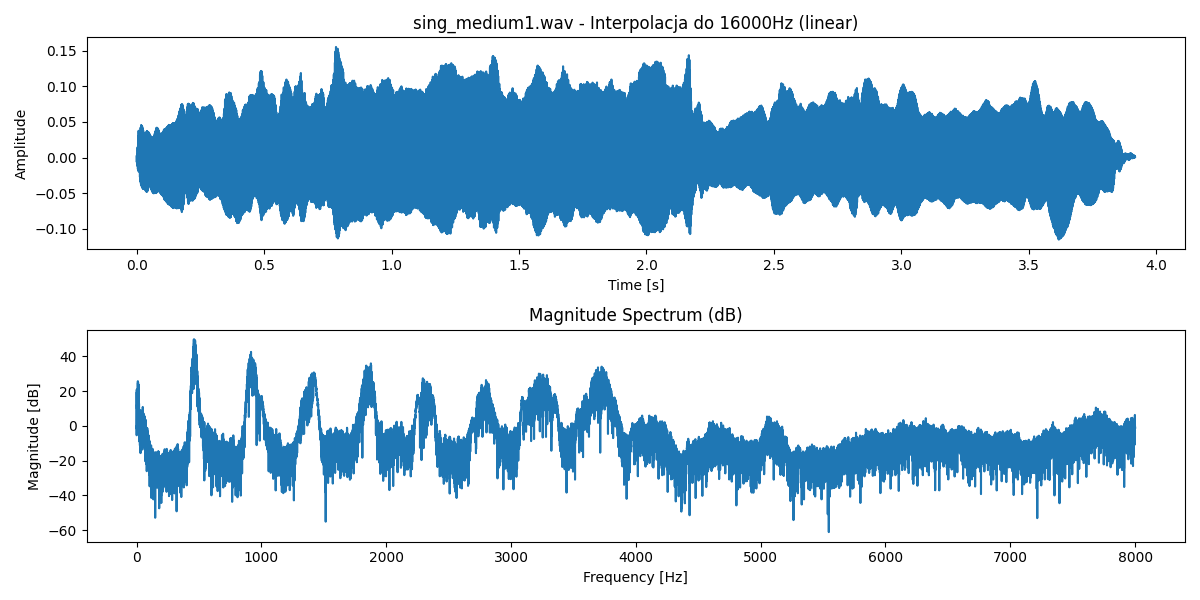 sing_medium1.wav - Interpolacja do 16000Hz (linear)
0.15
0.10
0.05
0.00
−0.05
−0.10
Amplitude
0.0 0.5 1.0 1.5 2.0 2.5 3.0 3.5 4.0
Time [s]
Magnitude Spectrum (dB)
40
20
0
−20
−40
−60
Magnitude [dB]
0 1000 2000 3000 4000 5000 6000 7000 8000
Frequency [Hz]